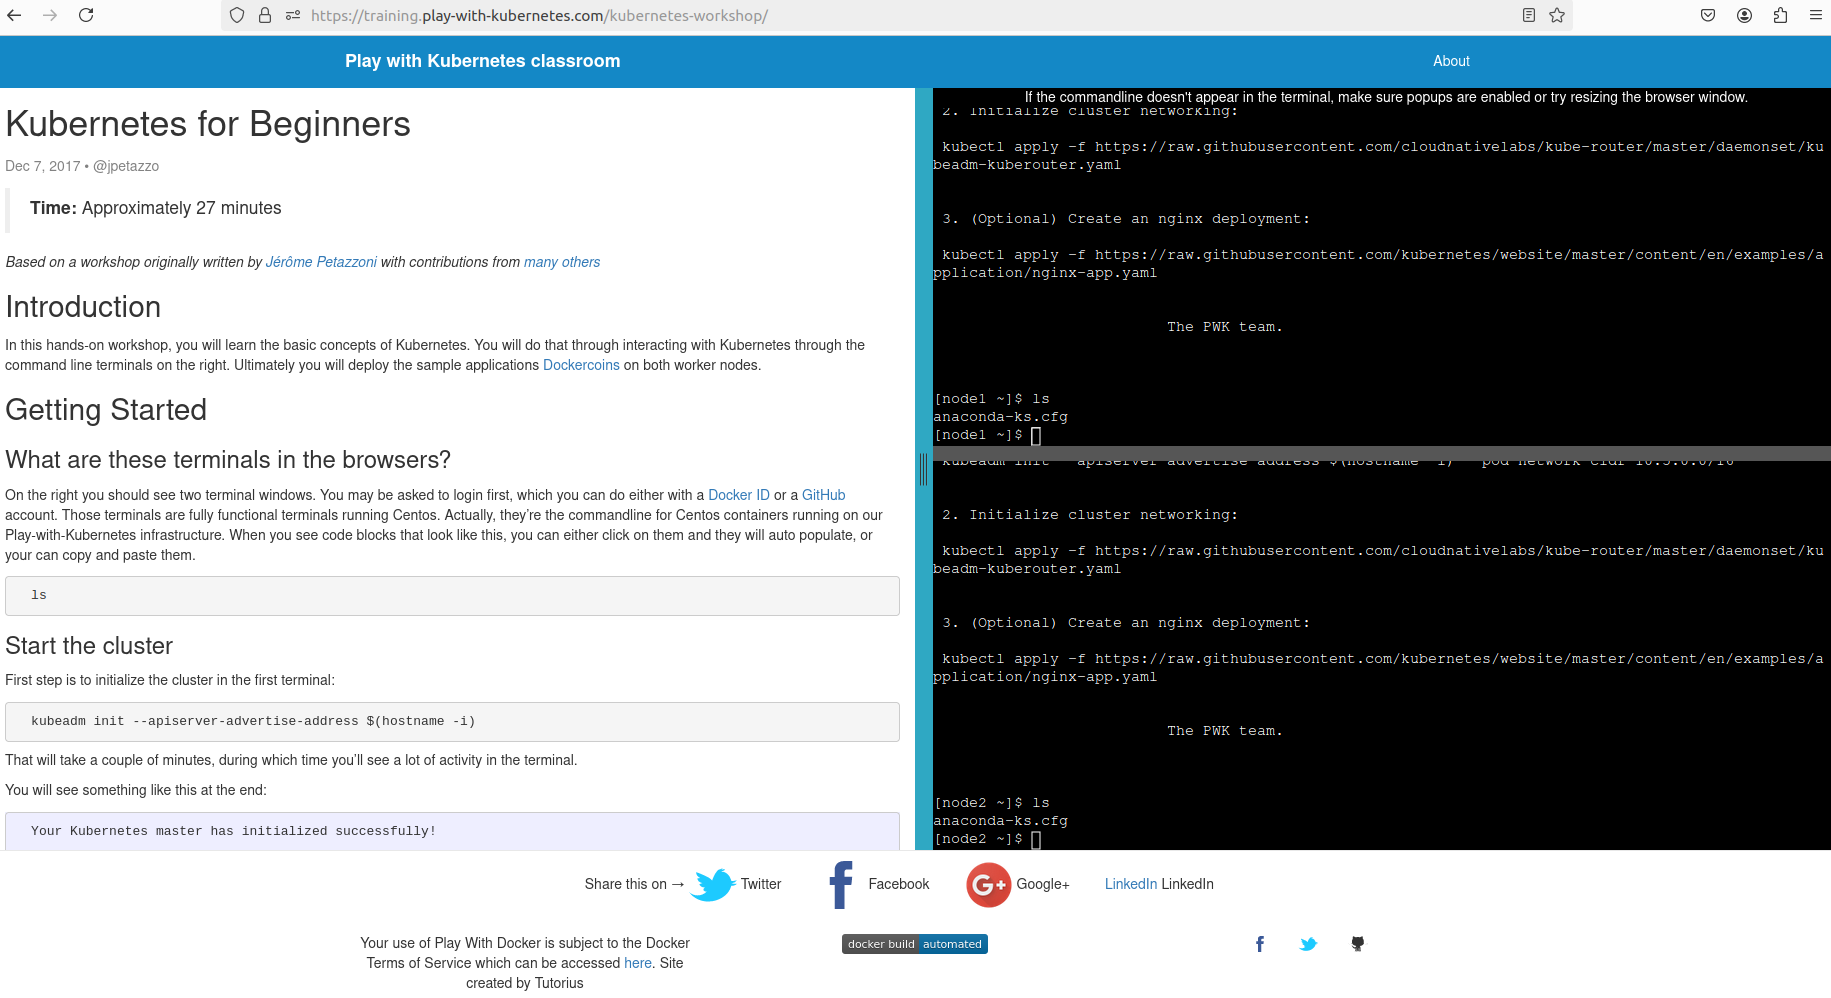 https://training.play-with-kubernetes.com/kubernetes-workshop/
Play with Kubernetes classroom
About
Kubernetes for Beginners
Dec 7, 2017 • @jpetazzo
Time: Approximately 27 minutes
Based on a workshop originally written by Jérôme Petazzoni with contributions from many others
Introduction
In this hands-on workshop, you will learn the basic concepts of Kubernetes. You will do that through interacting with Kubernetes through the
command line terminals on the right. Ultimately you will deploy the sample applications Dockercoins on both worker nodes.
Getting Started
What are these terminals in the browsers?
On the right you should see two terminal windows. You may be asked to login first, which you can do either with a Docker ID or a GitHub
account. Those terminals are fully functional terminals running Centos. Actually, they're the commandline for Centos containers running on our
Play-with-Kubernetes infrastructure. When you see code blocks that look like this, you can either click on them and they will auto populate, or
your can copy and paste them.
ls
Start the cluster
First step is to initialize the cluster in the first terminal:
kubeadm init --apiserver-advertise-address $(hostname -i)
That will take a couple of minutes, during which time you'll see a lot of activity in the terminal.
You will see something like this at the end:
Your Kubernetes master has initialized successfully!
If the commandline doesn't appear in the terminal, make sure popups are enabled or try resizing the browser window.
2. Initialize cluster networking:
kubectl apply -f https://raw.githubusercontent.com/cloudnativelabs/kube-router/master/daemonset/ku
beadm-kuberouter.yaml
3. (Optional) Create an nginx deployment:
kubectl apply -f https://raw.githubusercontent.com/kubernetes/website/master/content/en/examples/a
pplication/nginx-app.yaml
The PWK team.
[node1 ~]$ ls
anaconda-ks.cfg
[node1 ~]$
kubeadm init --apiserver-advertise-address $(hostname -i) --pod-network-cidr 10.5.0.0/16
2. Initialize cluster networking:
kubectl apply -f https://raw.githubusercontent.com/cloudnativelabs/kube-router/master/daemonset/ku
beadm-kuberouter.yaml
3. (Optional) Create an nginx deployment:
kubectl apply -f https://raw.githubusercontent.com/kubernetes/website/master/content/en/examples/a
pplication/nginx-app.yaml
The PWK team.
[node2 ~]$ ls
anaconda-ks.cfg
[node2 ~]$
Share this on → Twitter Facebook G+ Google+ LinkedIn LinkedIn
Your use of Play With Docker is subject to the Docker
Terms of Service which can be accessed here. Site
created by Tutorius
docker build automated